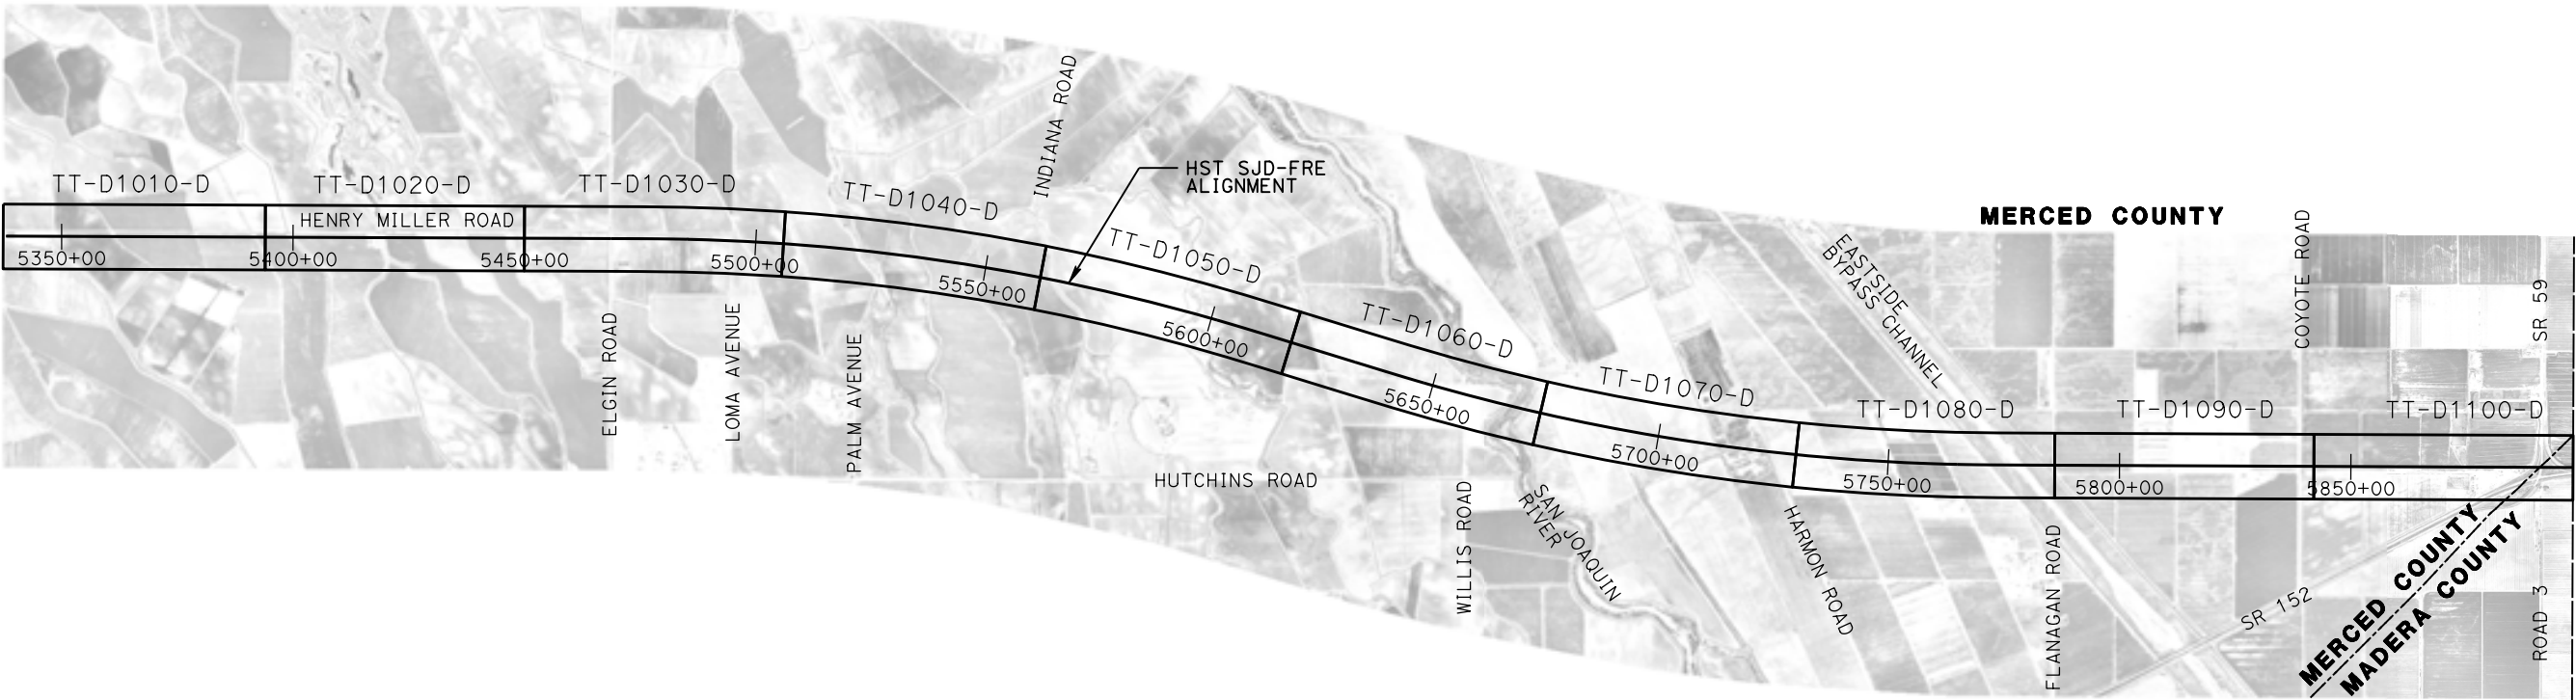 TT-D1010-D
TT-D1020-D
TT-D1030-D
TT-D1040-D
TT-D1050-D
TT-D1060-D
TT-D1070-D
TT-D1080-D
TT-D1090-D
TT-D1100-D
HENRY MILLER ROAD
5350+00
5400+00
5450+00
5500+00
5550+00
5600+00
5650+00
5700+00
5750+00
5800+00
5850+00
INDIANA ROAD
HST SJD-FRE
ALIGNMENT
ELGIN ROAD
LOMA AVENUE
PALM AVENUE
HUTCHINS ROAD
WILLIS ROAD
SAN JOAQUIN
RIVER
HARMON ROAD
EASTSIDE
BYPASS CHANNEL
MERCED COUNTY
COYOTE ROAD
SR 59
FLANAGAN ROAD
SR 152
MERCED COUNTY
MADERA COUNTY
ROAD 3